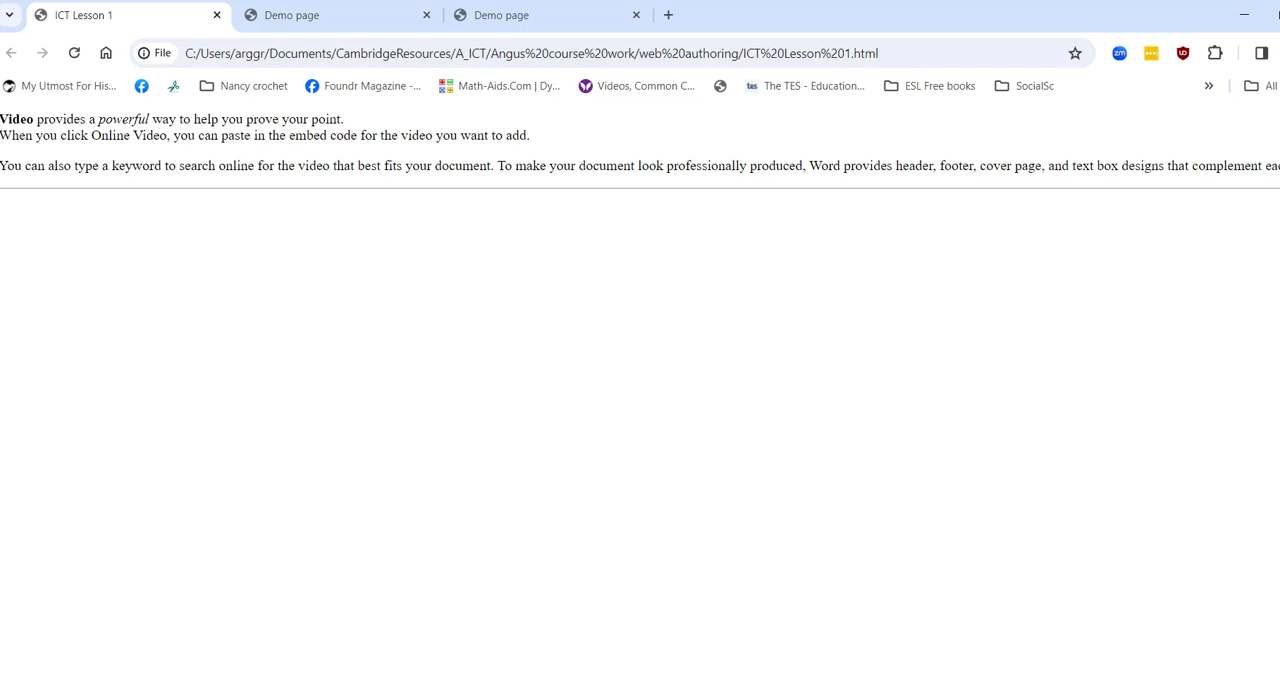 ICT Lesson 1
Demo page
Demo page
File C:/Users/arggr/Documents/CambridgeResources/A_ICT/Angus%20course%20work/web%20authoring/ICT%20Lesson%201.html
zm
UD
My Utmost For His... Nancy crochet Foundr Magazine -... Math-Aids.com | Dy... Videos, Common C... tes The TES - Education... ESL Free books SocialSc » All
Video provides a powerful way to help you prove your point.
When you click Online Video, you can paste in the embed code for the video you want to add.
You can also type a keyword to search online for the video that best fits your document. To make your document look professionally produced, Word provides header, footer, cover page, and text box designs that complement eac